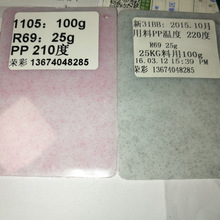 1105: 100g
R69: 25g
PP 210度
荣彩 13674048285
新31BB: 2015.10月
用料PP温度 220度
R69 25g
25KG料用100g
16.03.12 15:39 PM
荣彩 13674048285